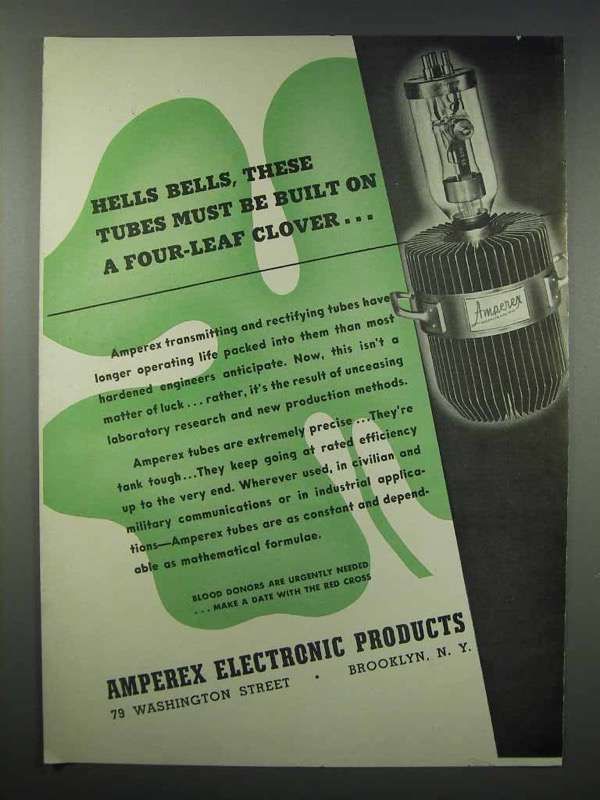 HELLS BELLS, THESE
TUBES MUST BE BUILT ON
A FOUR-LEAF CLOVER...
Amperex
Amperex transmitting and rectifying tubes have
longer operating life packed into them than most
hardened engineers anticipate. Now, this isn't a
matter of luck...rather, it's the result of unceasing
laboratory research and new production methods.
Amperex tubes are extremely precise...They're
tank tough...They keep going at rated efficiency
up to the very end. Wherever used, in civilian and
military communications or in industrial applica-
tions—Amperex tubes are as constant and depend-
able as mathematical formulae.
BLOOD DONORS ARE URGENTLY NEEDED
...MAKE A DATE WITH THE RED CROSS
AMPEREX ELECTRONIC PRODUCTS
79 WASHINGTON STREET • BROOKLYN, N. Y.